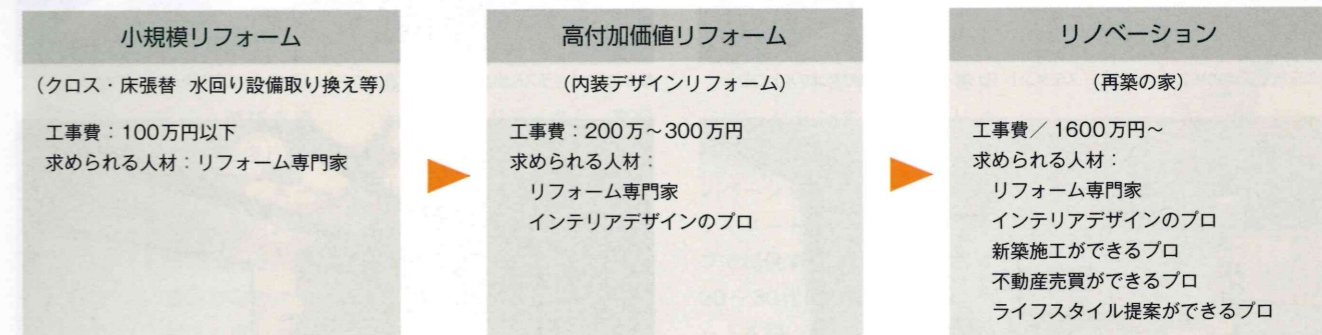 小規模リフォーム
(クロス・床張替 水回り設備取り換え等)
工事費:100万円以下
求められる人材:リフォーム専門家
高付加価値リフォーム
(内装デザインリフォーム)
工事費:200万~300万円
求められる人材:
リフォーム専門家
インテリアデザインのプロ
リノベーション
(再築の家)
工事費/1600万円~
求められる人材:
リフォーム専門家
インテリアデザインのプロ
新築施工ができるプロ
不動産売買ができるプロ
ライフスタイル提案ができるプロ